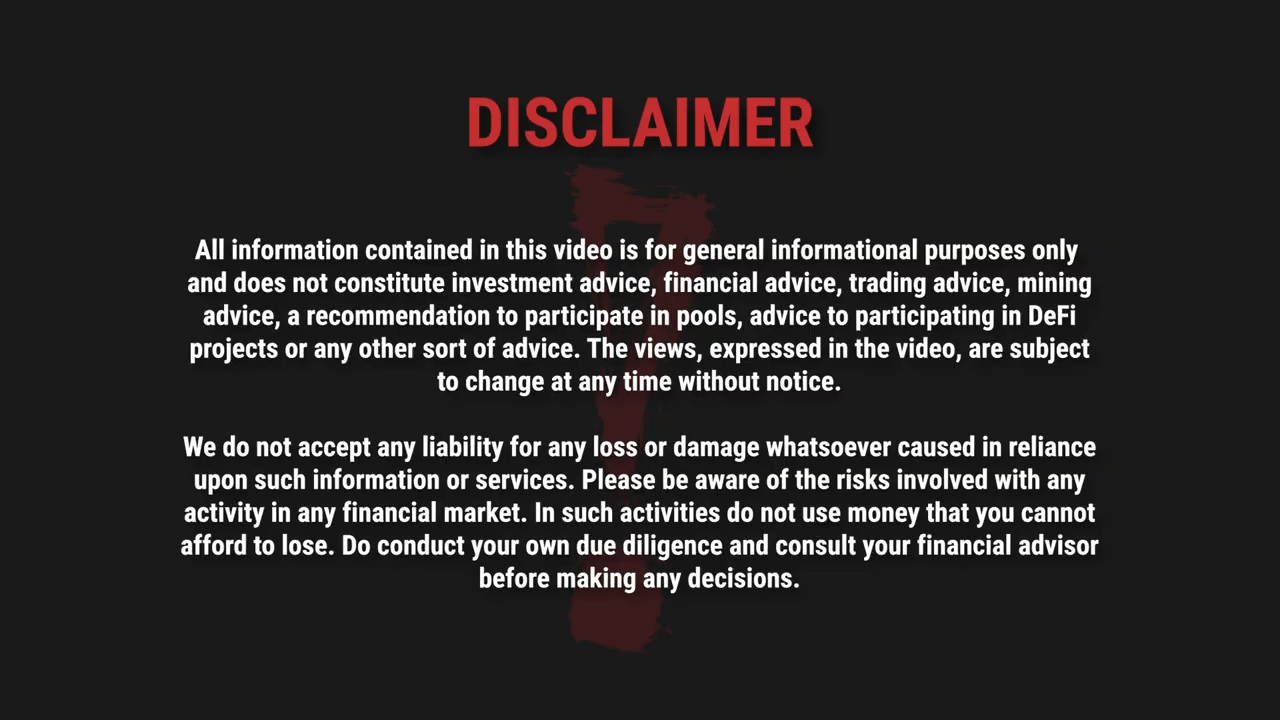 DISCLAIMER
All information contained in this video is for general informational purposes only
and does not constitute investment advice, financial advice, trading advice, mining
advice, a recommendation to participate in pools, advice to participating in DeFi
projects or any other sort of advice. The views, expressed in the video, are subject
to change at any time without notice.
We do not accept any liability for any loss or damage whatsoever caused in reliance
upon such information or services. Please be aware of the risks involved with any
activity in any financial market. In such activities do not use money that you cannot
afford to lose. Do conduct your own due diligence and consult your financial advisor
before making any decisions.